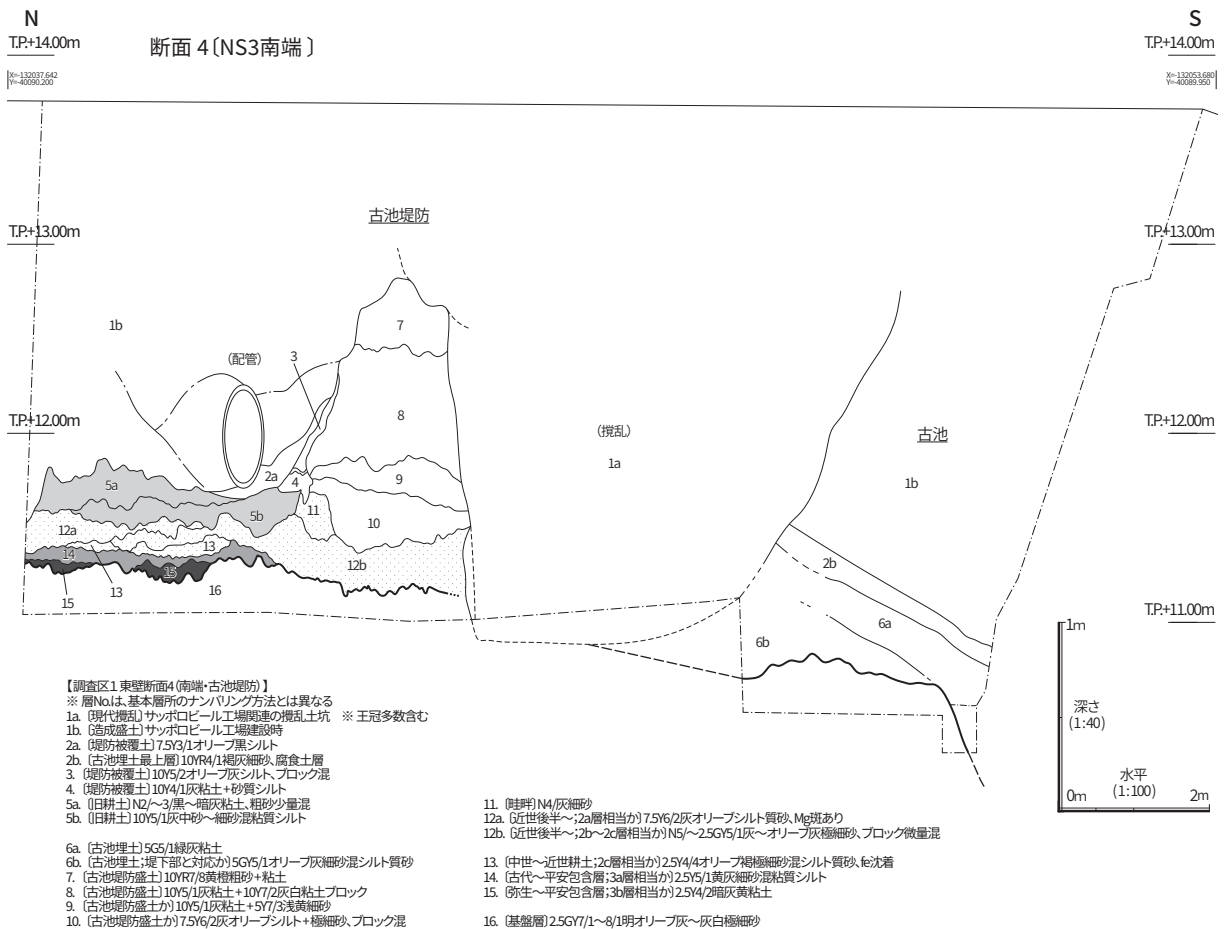 N
S
T.P.+14.00m
断面 4〔NS3南端 〕
T.P.+14.00m
X=-132037.642
Y=-40090.200
X=-132053.680
Y=-40089.950
古池堤防
T.P.+13.00m
T.P.+13.00m
1b
7
（配管）
3
8
T.P.+12.00m
（撹乱）
古池
T.P.+12.00m
1a
1b
5a
2a
4
9
5b
11
10
12a
13
14
15
12b
2b
13
15
16
6a
6b
T.P.+11.00m
1m
深さ
(1:40)
水平
(1:100)
0m
2m
【調査区1 東壁断面4（南端・古池堤防）】
※ 層No.は、基本層所のナンバリング方法とは異なる
1a.〔現代撹乱〕サッポロビール工場関連の撹乱土坑　※ 王冠多数含む
1b.〔造成盛土〕サッポロビール工場建設時
2a.〔堤防被覆土〕7.5Y3/1オリーブ黒シルト
2b.〔古池埋土最上層〕10YR4/1褐灰細砂、腐食土層
3.〔堤防被覆土〕10Y5/2オリーブ灰シルト、ブロック混
4.〔堤防被覆土〕10Y4/1灰粘土＋砂質シルト
5a.〔旧耕土〕N2/～3/黒～暗灰粘土、粗砂少量混
5b.〔旧耕土〕10Y5/1灰中砂～細砂混粘質シルト
6a.〔古池埋土〕5G5/1緑灰粘土
6b.〔古池埋土；堤下部と対応か〕5GY5/1オリーブ灰細砂混シルト質砂
7.〔古池堤防盛土〕10YR7/8黄橙粗砂＋粘土
8.〔古池堤防盛土〕10Y5/1灰粘土＋10Y7/2灰白粘土ブロック
9.〔古池堤防盛土か〕10Y5/1灰粘土＋5Y7/3浅黄細砂
10.〔古池堤防盛土か〕7.5Y6/2灰オリーブシルト＋極細砂、ブロック混
11.〔畦畔〕N4/灰細砂
12a.〔近世後半～；2a層相当か〕7.5Y6/2灰オリーブシルト質砂、Mg斑あり
12b.〔近世後半～；2b～2c層相当か〕N5/～2.5GY5/1灰～オリーブ灰極細砂、ブロック微量混
13.〔中世～近世耕土；2c層相当か〕2.5Y4/4オリーブ褐極細砂混シルト質砂、fe沈着
14.〔古代～平安包含層；3a層相当か〕2.5Y5/1黄灰細砂混粘質シルト
15.〔弥生～平安包含層；3b層相当か〕2.5Y4/2暗灰黄粘土
16.〔基盤層〕2.5GY7/1～8/1明オリーブ灰～灰白極細砂